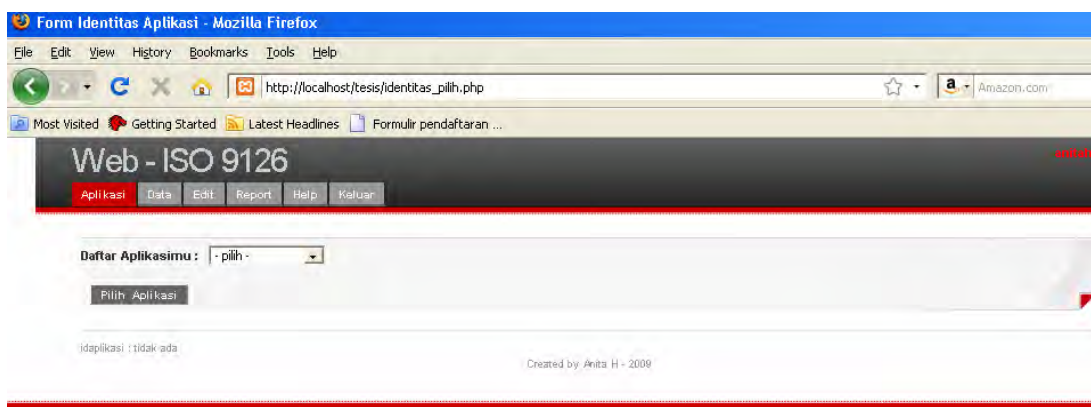 Form Identitas Aplikasi - Mozilla Firefox
File Edit View History Bookmarks Tools Help
http://localhost/tesis/identitas_pilih.php
a Amazon.com
Most Visited Getting Started Latest Headlines Formulir pendaftaran ...
Web - ISO 9126
Aplikasi Data Edit Report Help Keluar
Daftar Aplikasimu : - pilih -
Pilih Aplikasi
idaplikasi : tidak ada
Created by Anita H - 2009